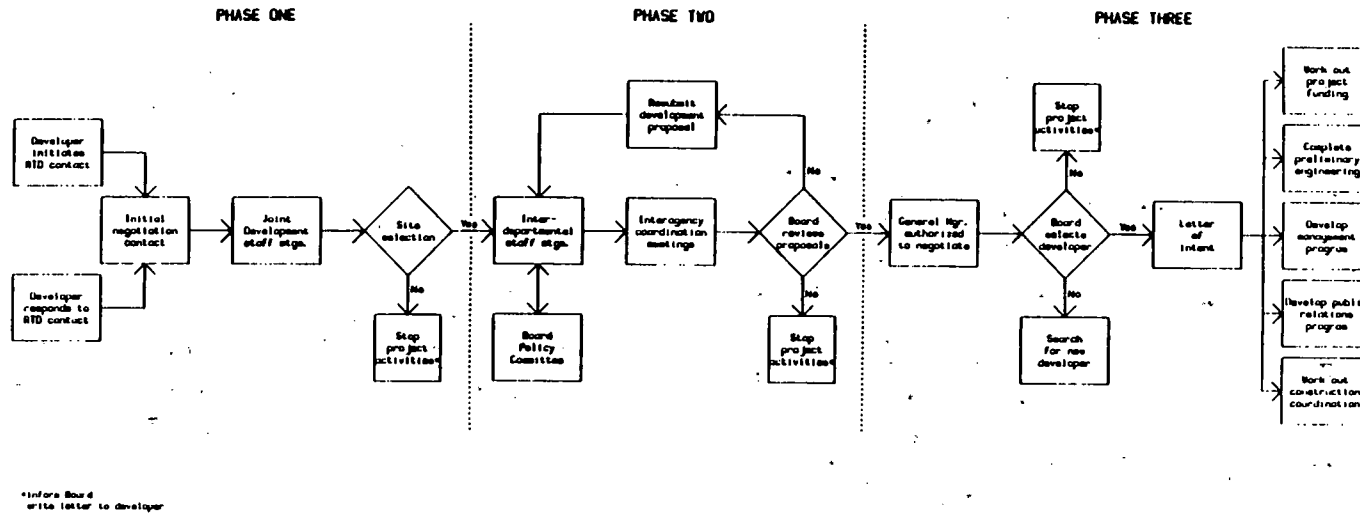 PHASE ONE
PHASE TWO
PHASE THREE
Developer
initiates
RTD contact
Developer
responds to
RTD contact
Initial
negotiation
contact
Joint
Development
staff mtgs.
Site
selection
Yes
No
Stop
project
activities*
Resubmit
development
proposal
Inter-
departmental
staff mtgs.
Board
Policy
Committee
Interagency
coordination
meetings
No
Board
reviews
proposals
Yes
No
Stop
project
activities*
General Mgr.
authorized
to negotiate
Stop
project
activities*
No
Board
selects
developer
Yes
No
Search
for new
developer
Letter
of
intent
Work out
project
funding
Complete
preliminary
engineering
Develop
management
program
Develop public
relations
program
Work out
construction
coordination
*inform Board
write letter to developer